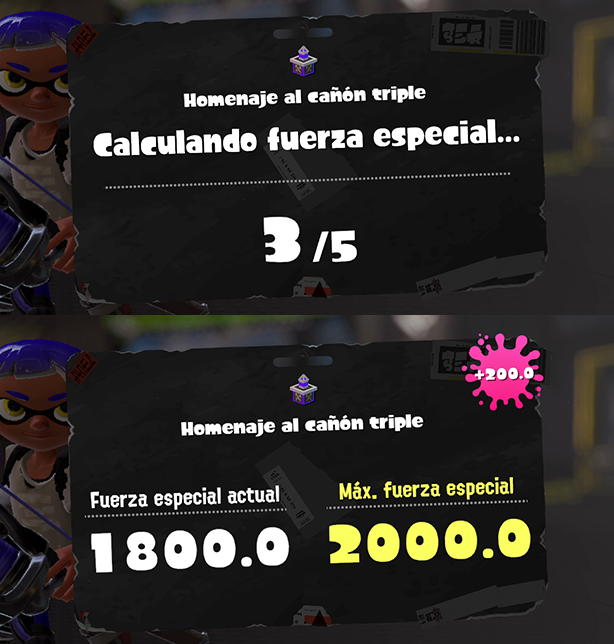 Homenaje al cañón triple
Calculando fuerza especial...
3 /5
+200.0
Homenaje al cañón triple
Fuerza especial actual
Máx. fuerza especial
1800.0
2000.0